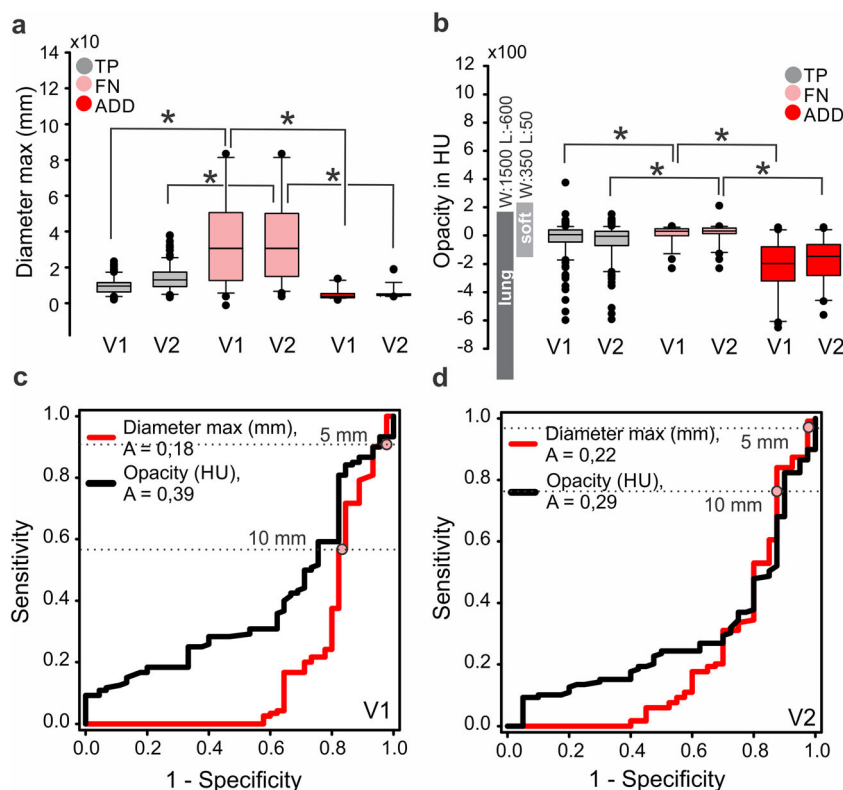 a
x10
Diameter max (mm)
14
12
10
8
6
4
2
0
TP
FN
ADD
*
*
*
*
V1
V2
V1
V2
V1
V2
b
x100
Opacity in HU
12
10
8
6
4
2
0
-2
-4
-6
-8
W:1500 L:-600
W:350 L:50
lung
soft
TP
FN
ADD
*
*
*
*
V1
V2
V1
V2
V1
V2
c
Sensitivity
1.0
0.8
0.6
0.4
0.2
0.0
Diameter max (mm),
A = 0,18
Opacity (HU),
A = 0,39
5 mm
10 mm
V1
0.0
0.2
0.4
0.6
0.8
1.0
1 - Specificity
d
Sensitivity
1.0
0.8
0.6
0.4
0.2
0.0
Diameter max (mm),
A = 0,22
Opacity (HU),
A = 0,29
5 mm
10 mm
V2
0.0
0.2
0.4
0.6
0.8
1.0
1 - Specificity